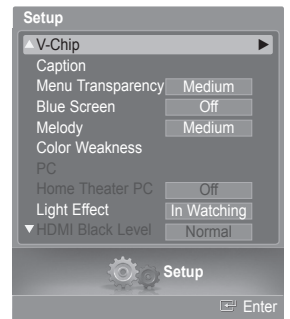 Setup
V-Chip
Caption
Menu Transparency Medium
Blue Screen Off
Melody Medium
Color Weakness
PC
Home Theater PC Off
Light Effect In Watching
HDMI Black Level Normal
Setup
Enter